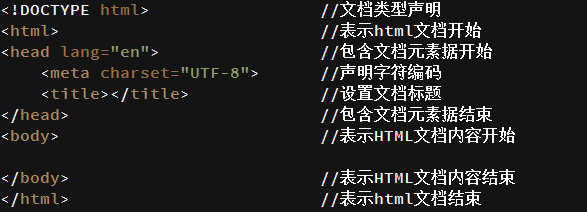 <!DOCTYPE html> //文档类型声明
<html> //表示html文档开始
<head lang="en"> //包含文档元素据开始
<meta charset="UTF-8"> //声明字符编码
<title></title> //设置文档标题
</head> //包含文档元素据结束
<body> //表示HTML文档内容开始
</body> //表示HTML文档内容结束
</html> //表示html文档结束